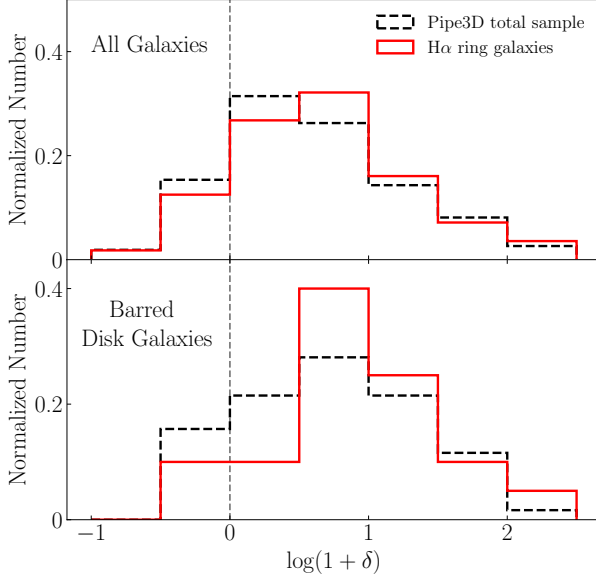 Normalized Number
0.4
0.2
0
All Galaxies
Pipe3D total sample
Hα ring galaxies
Normalized Number
0.4
0.2
0
Barred
Disk Galaxies
−1
0
1
2
log(1 + δ)